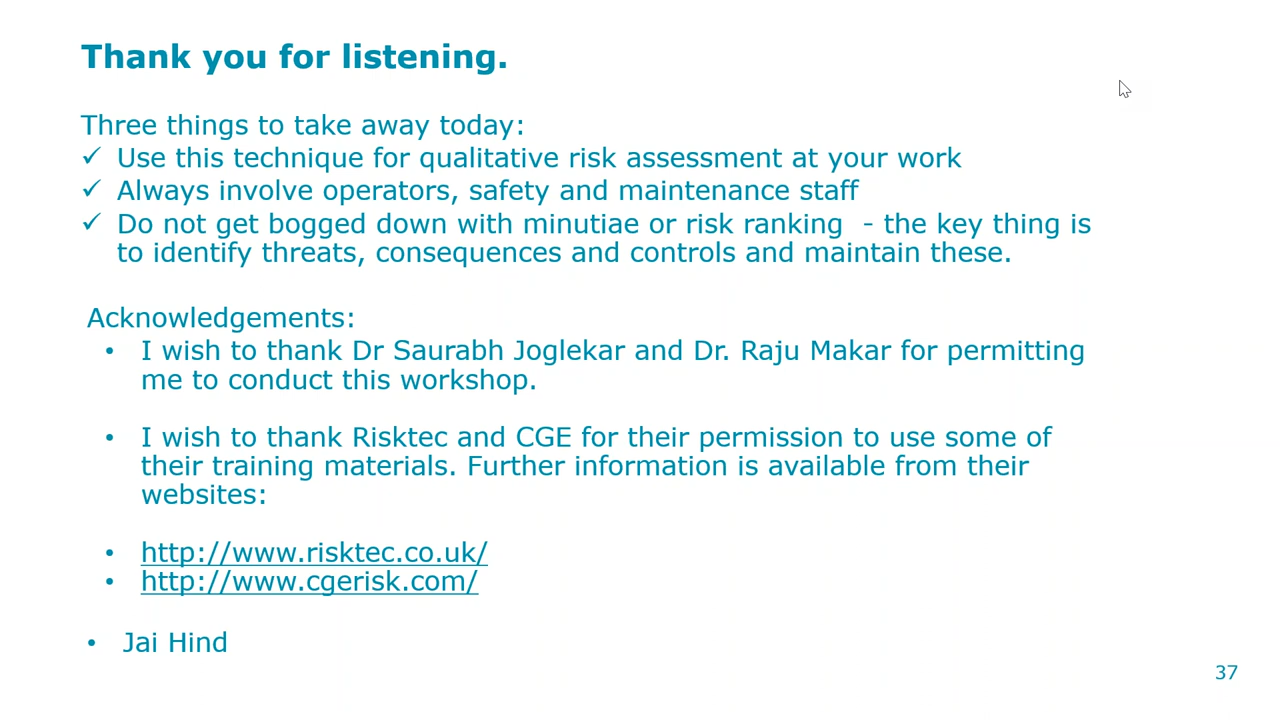 Thank you for listening.
Three things to take away today:
✓ Use this technique for qualitative risk assessment at your work
✓ Always involve operators, safety and maintenance staff
✓ Do not get bogged down with minutiae or risk ranking  - the key thing is
to identify threats, consequences and controls and maintain these.
Acknowledgements:
• I wish to thank Dr Saurabh Joglekar and Dr. Raju Makar for permitting
me to conduct this workshop.
• I wish to thank Risktec and CGE for their permission to use some of
their training materials. Further information is available from their
websites:
• http://www.risktec.co.uk/
• http://www.cgerisk.com/
• Jai Hind
37